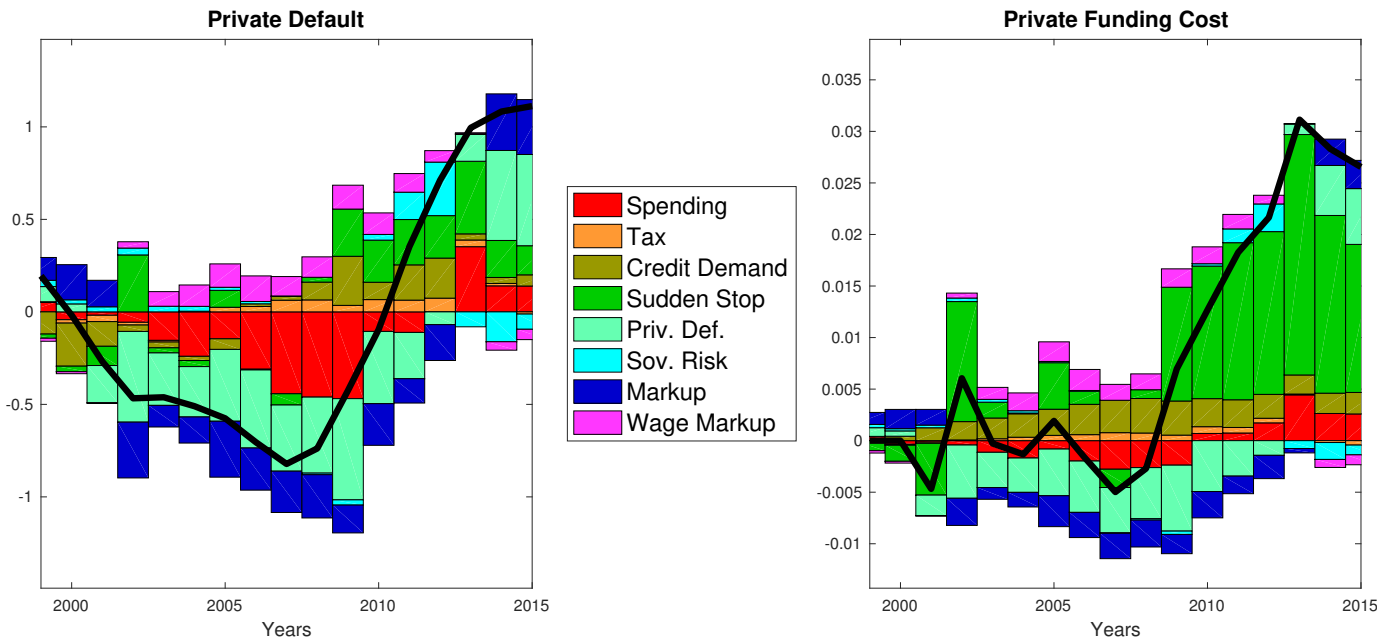 Private Default
1
0.5
0
-0.5
-1
2000
2005
2010
2015
Years
Spending
Tax
Credit Demand
Sudden Stop
Priv. Def.
Sov. Risk
Markup
Wage Markup
Private Funding Cost
0.035
0.03
0.025
0.02
0.015
0.01
0.005
0
-0.005
-0.01
2000
2005
2010
2015
Years